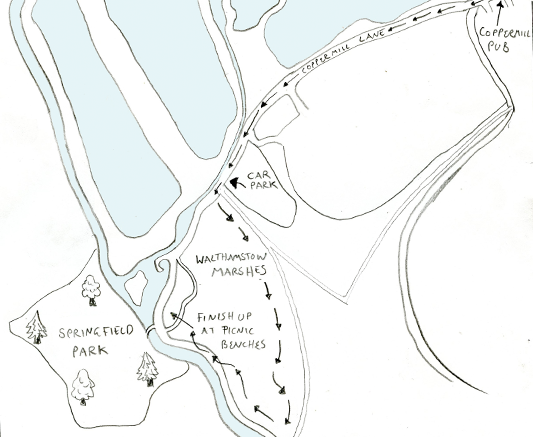 COPPERMILL
PUB
COPPERMILL LANE
CAR
PARK
WALTHAMSTOW
MARSHES
FINISH UP
AT PICNIC
BENCHES
SPRINGFIELD
PARK